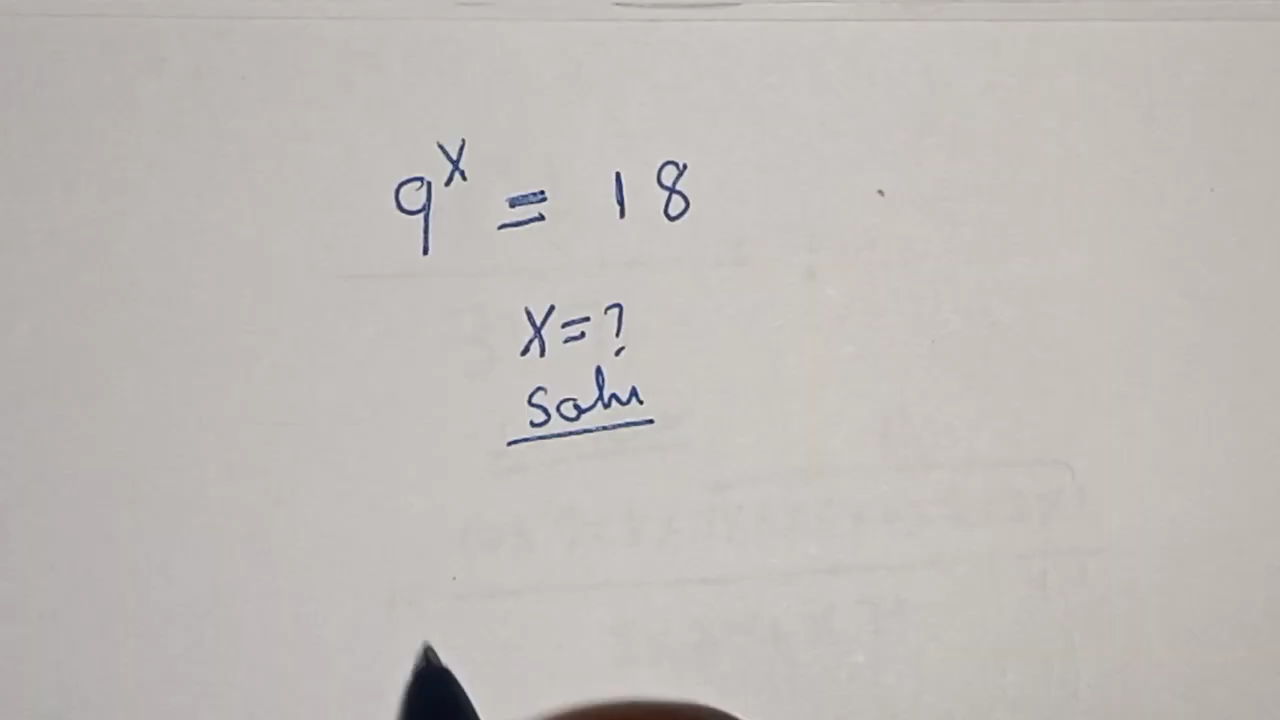 9^x = 18
x = ?
Soln